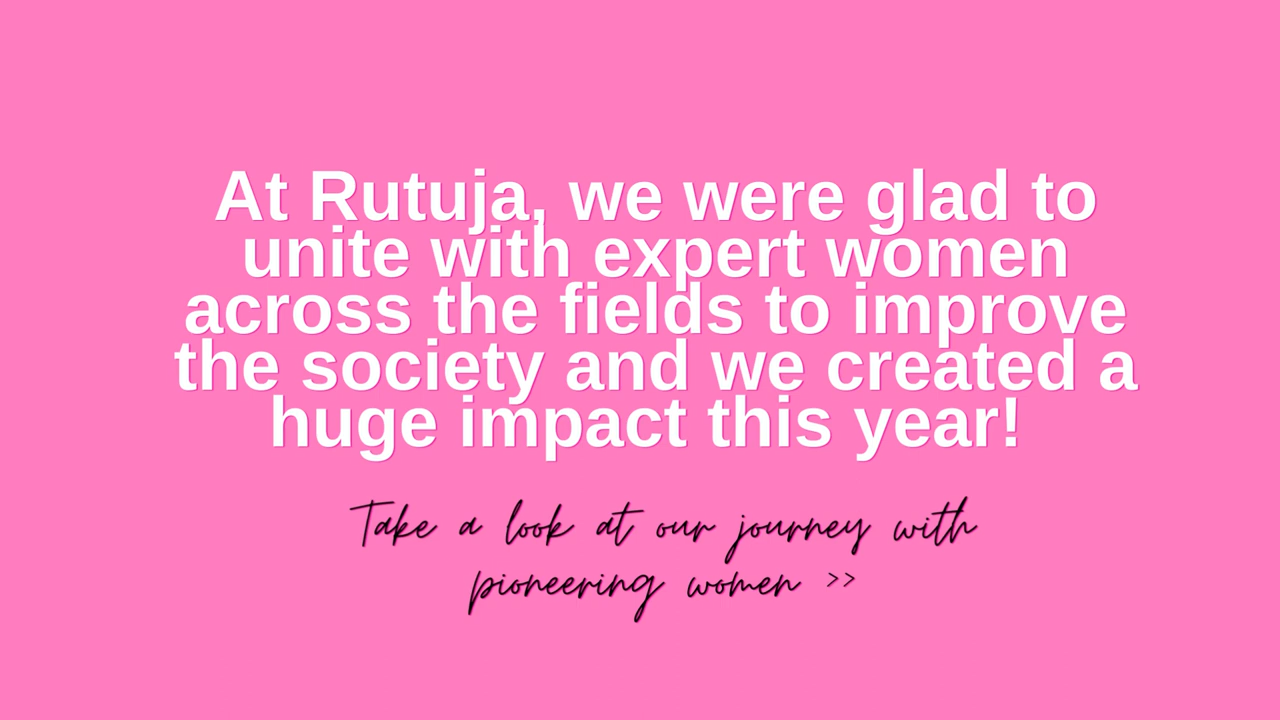 At Rutuja, we were glad to
unite with expert women
across the fields to improve
the society and we created a
huge impact this year!
Take a look at our journey with
pioneering women >>